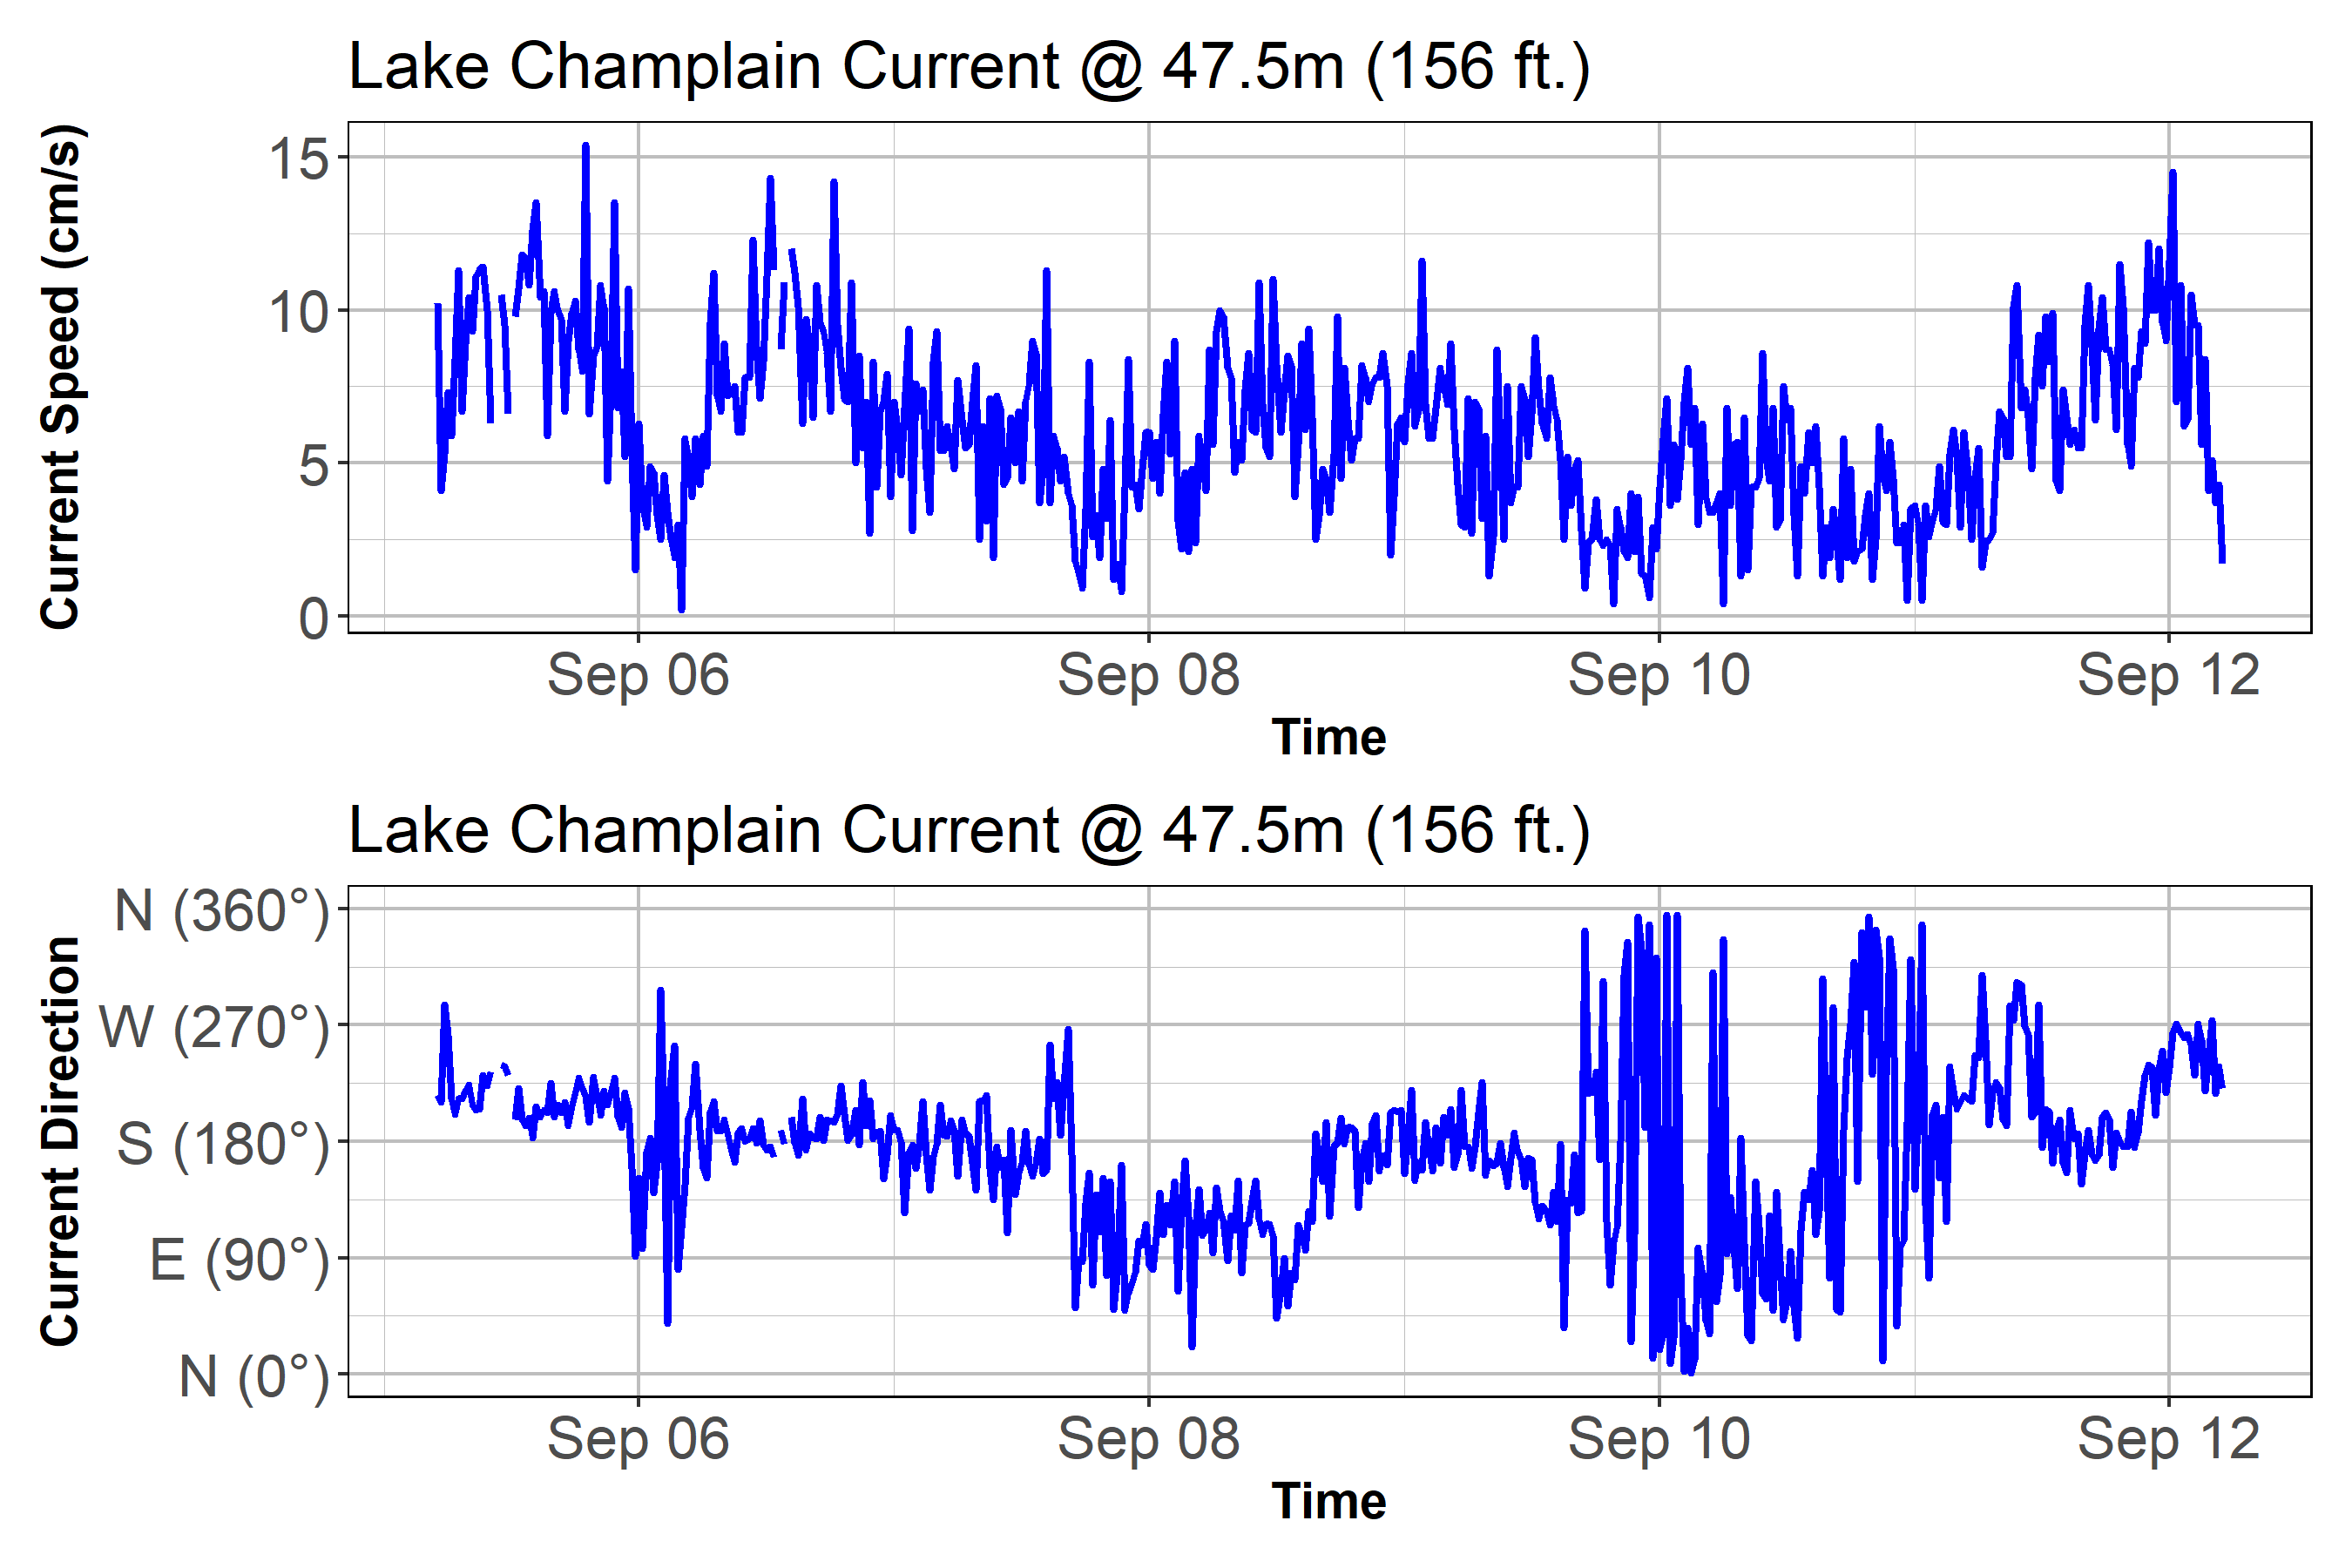 Lake Champlain Current @ 47.5m (156 ft.)
Current Speed (cm/s)
15
10
5
0
Sep 06 Sep 08 Sep 10 Sep 12
Time
Lake Champlain Current @ 47.5m (156 ft.)
Current Direction
N (360°)
W (270°)
S (180°)
E (90°)
N (0°)
Sep 06 Sep 08 Sep 10 Sep 12
Time